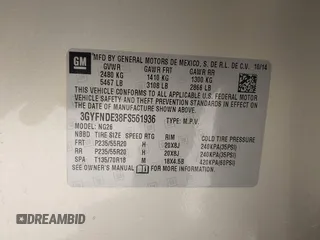 GM
MFD BY GENERAL MOTORS DE MEXICO, S. DE R.L. DE C.V. 10/14
GVWR GAWR FRT GAWR RR
2480 KG 1410 KG 1300 KG
5467 LB 3108 LB 2866 LB
THIS VEHICLE CONFORMS TO ALL APPLICABLE
U.S. FEDERAL MOTOR VEHICLE SAFETY, BUMPER, AND
THEFT PREVENTION STANDARDS IN EFFECT ON THE
DATE OF MANUFACTURE SHOWN ABOVE.
3GYFNDE38FS561936 TYPE: M.P.V.
MODEL: NG26
TIRE SIZE SPEED RTG RIM COLD TIRE PRESSURE
FRT P235/55R20 H 20X8J 240KPA(35PSI)
RR P235/55R20 H 20X8J 240KPA(35PSI)
SPA T135/70R18 M 18X4.5B 420KPA(60PSI)
SEE OWNER'S MANUAL FOR MORE INFORMATION.
DREAMBID